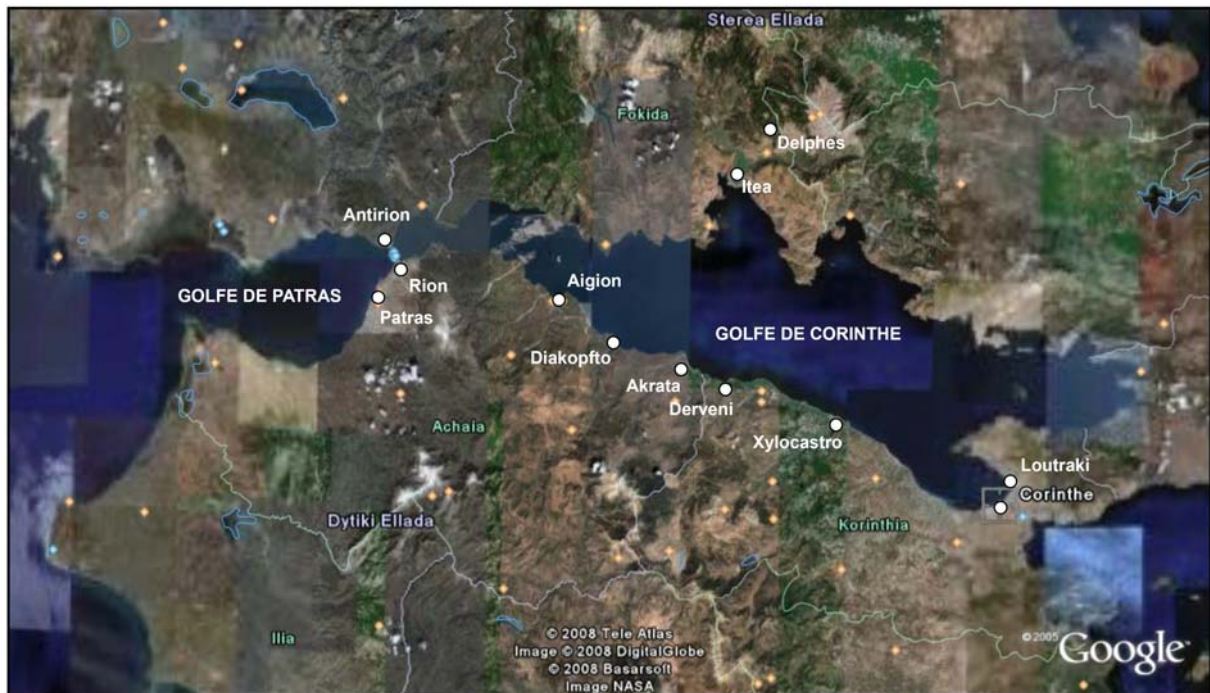 Sterea Ellada
Fokida
Delphes
Itea
Antirion
Rion
GOLFE DE PATRAS
Patras
Aigion
GOLFE DE CORINTHE
Diakopfto
Akrata
Derveni
Achaia
Xylocastro
Loutraki
Corinthe
Dytiki Ellada
Korinthia
Ilia
© 2008 Tele Atlas
Image © 2008 DigitalGlobe
© 2008 Basarsoft
Image NASA
© 2005 Google™